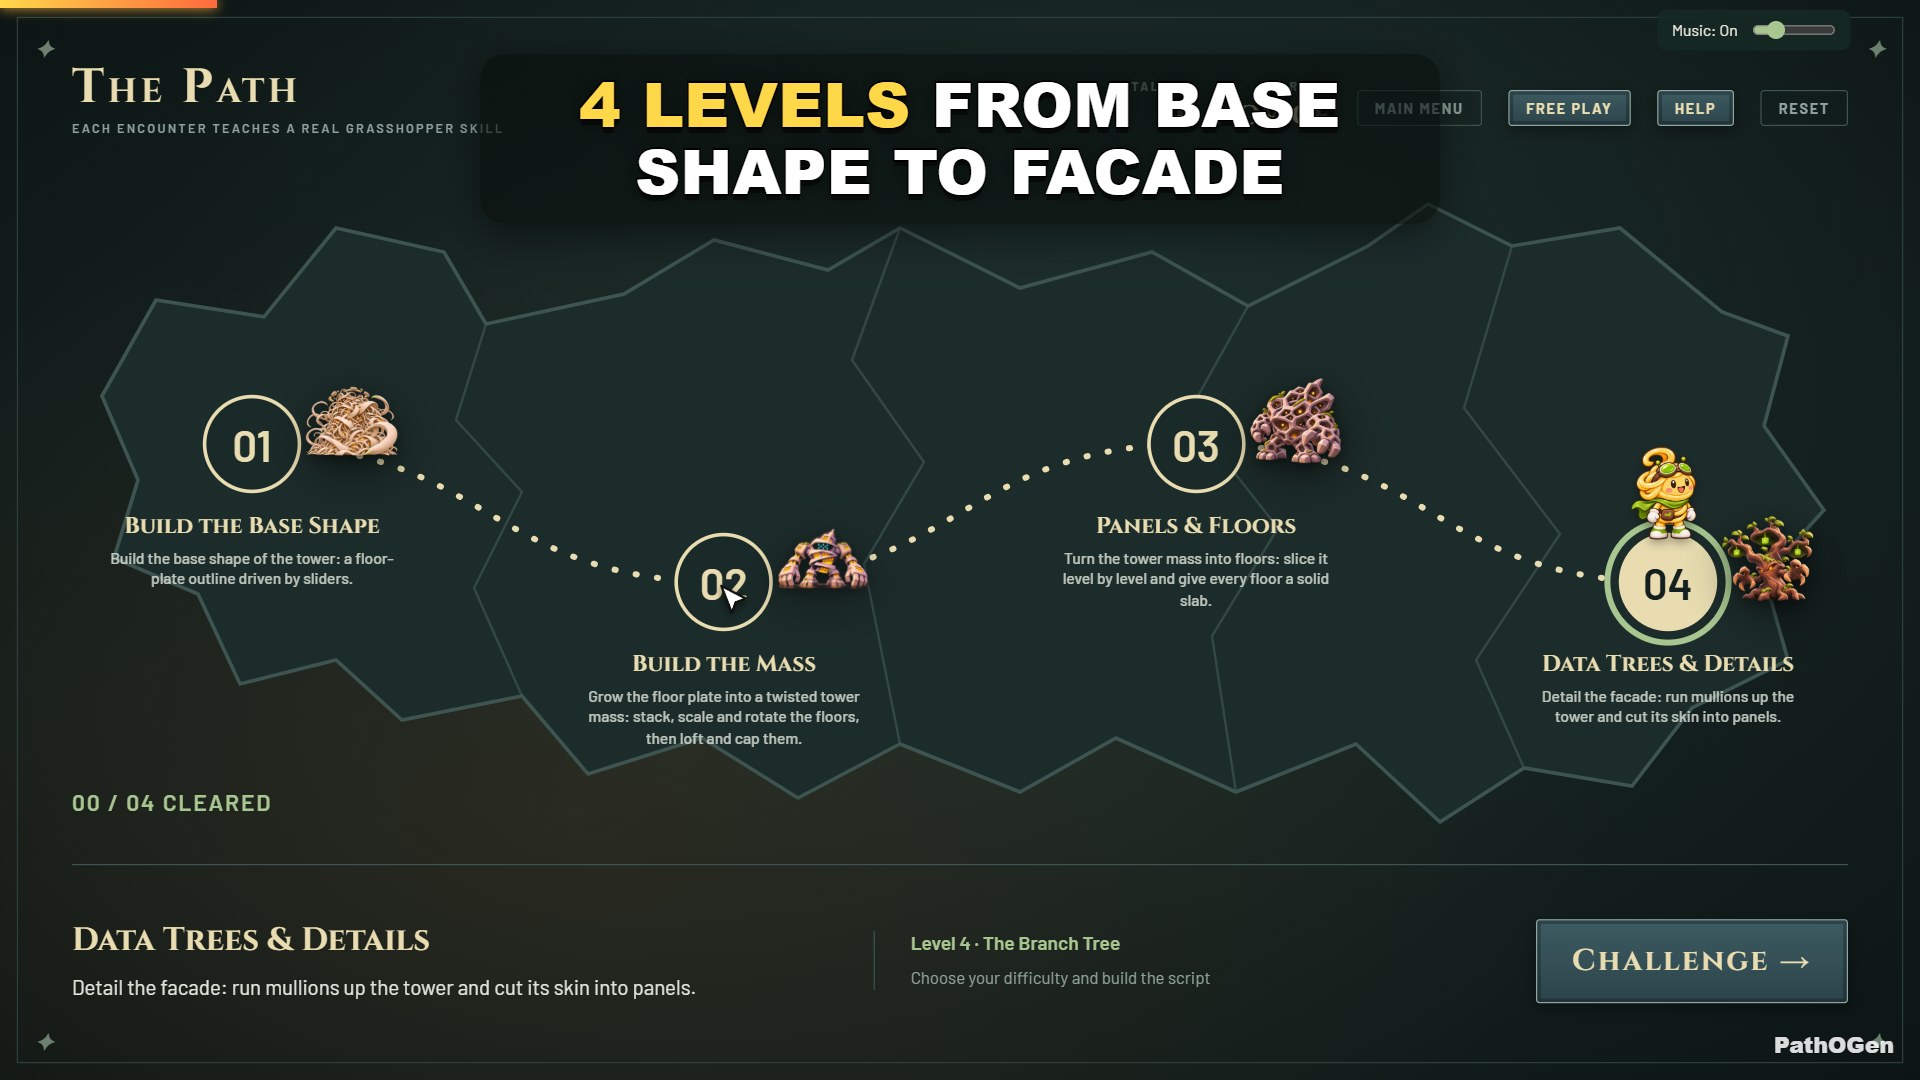 Music: On
THE PATH
EACH ENCOUNTER TEACHES A REAL GRASSHOPPER SKILL
4 LEVELS FROM BASE
SHAPE TO FACADE
MAIN MENU
FREE PLAY
HELP
RESET
01
BUILD THE BASE SHAPE
Build the base shape of the tower: a floor-
plate outline driven by sliders.
02
BUILD THE MASS
Grow the floor plate into a twisted tower
mass: stack, scale and rotate the floors,
then loft and cap them.
03
PANELS & FLOORS
Turn the tower mass into floors: slice it
level by level and give every floor a solid
slab.
04
DATA TREES & DETAILS
Detail the facade: run mullions up the
tower and cut its skin into panels.
00 / 04 CLEARED
DATA TREES & DETAILS
Detail the facade: run mullions up the tower and cut its skin into panels.
Level 4 · The Branch Tree
Choose your difficulty and build the script
CHALLENGE →
PathOGen